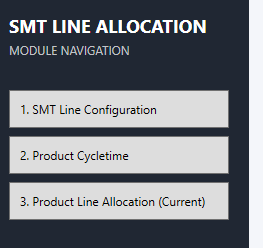 SMT LINE ALLOCATION
MODULE NAVIGATION
1. SMT Line Configuration
2. Product Cycletime
3. Product Line Allocation (Current)